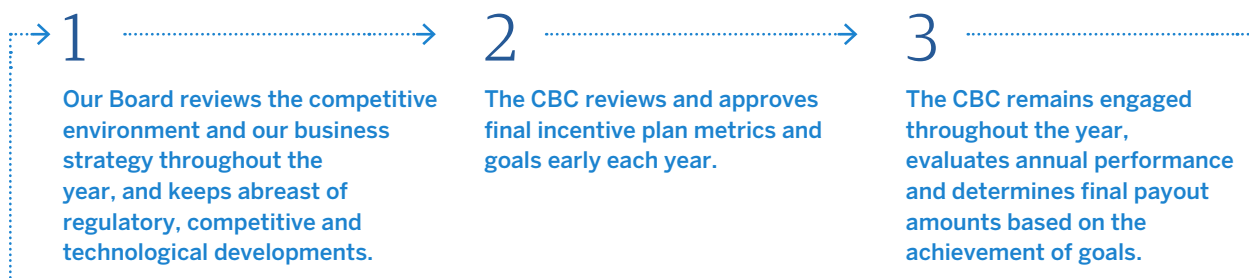 1
Our Board reviews the competitive
environment and our business
strategy throughout the
year, and keeps abreast of
regulatory, competitive and
technological developments.
2
The CBC reviews and approves
final incentive plan metrics and
goals early each year.
3
The CBC remains engaged
throughout the year,
evaluates annual performance
and determines final payout
amounts based on the
achievement of goals.